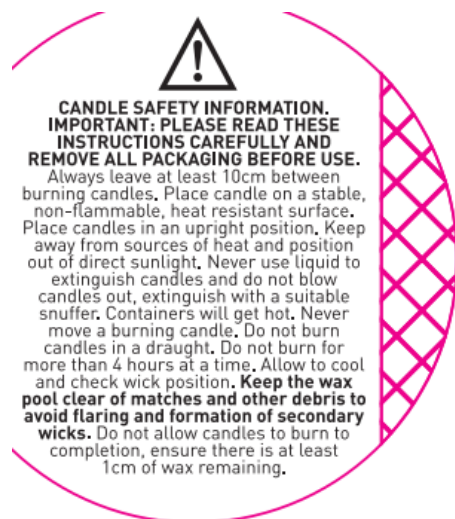 CANDLE SAFETY INFORMATION.
IMPORTANT: PLEASE READ THESE
INSTRUCTIONS CAREFULLY AND
REMOVE ALL PACKAGING BEFORE USE.
Always leave at least 10cm between
burning candles. Place candle on a stable,
non-flammable, heat resistant surface.
Place candles in an upright position. Keep
away from sources of heat and position
out of direct sunlight. Never use liquid to
extinguish candles and do not blow
candles out, extinguish with a suitable
snuffer. Containers will get hot. Never
move a burning candle. Do not burn
candles in a draught. Do not burn for
more than 4 hours at a time. Allow to cool
and check wick position. Keep the wax
pool clear of matches and other debris to
avoid flaring and formation of secondary
wicks. Do not allow candles to burn to
completion, ensure there is at least
1cm of wax remaining.